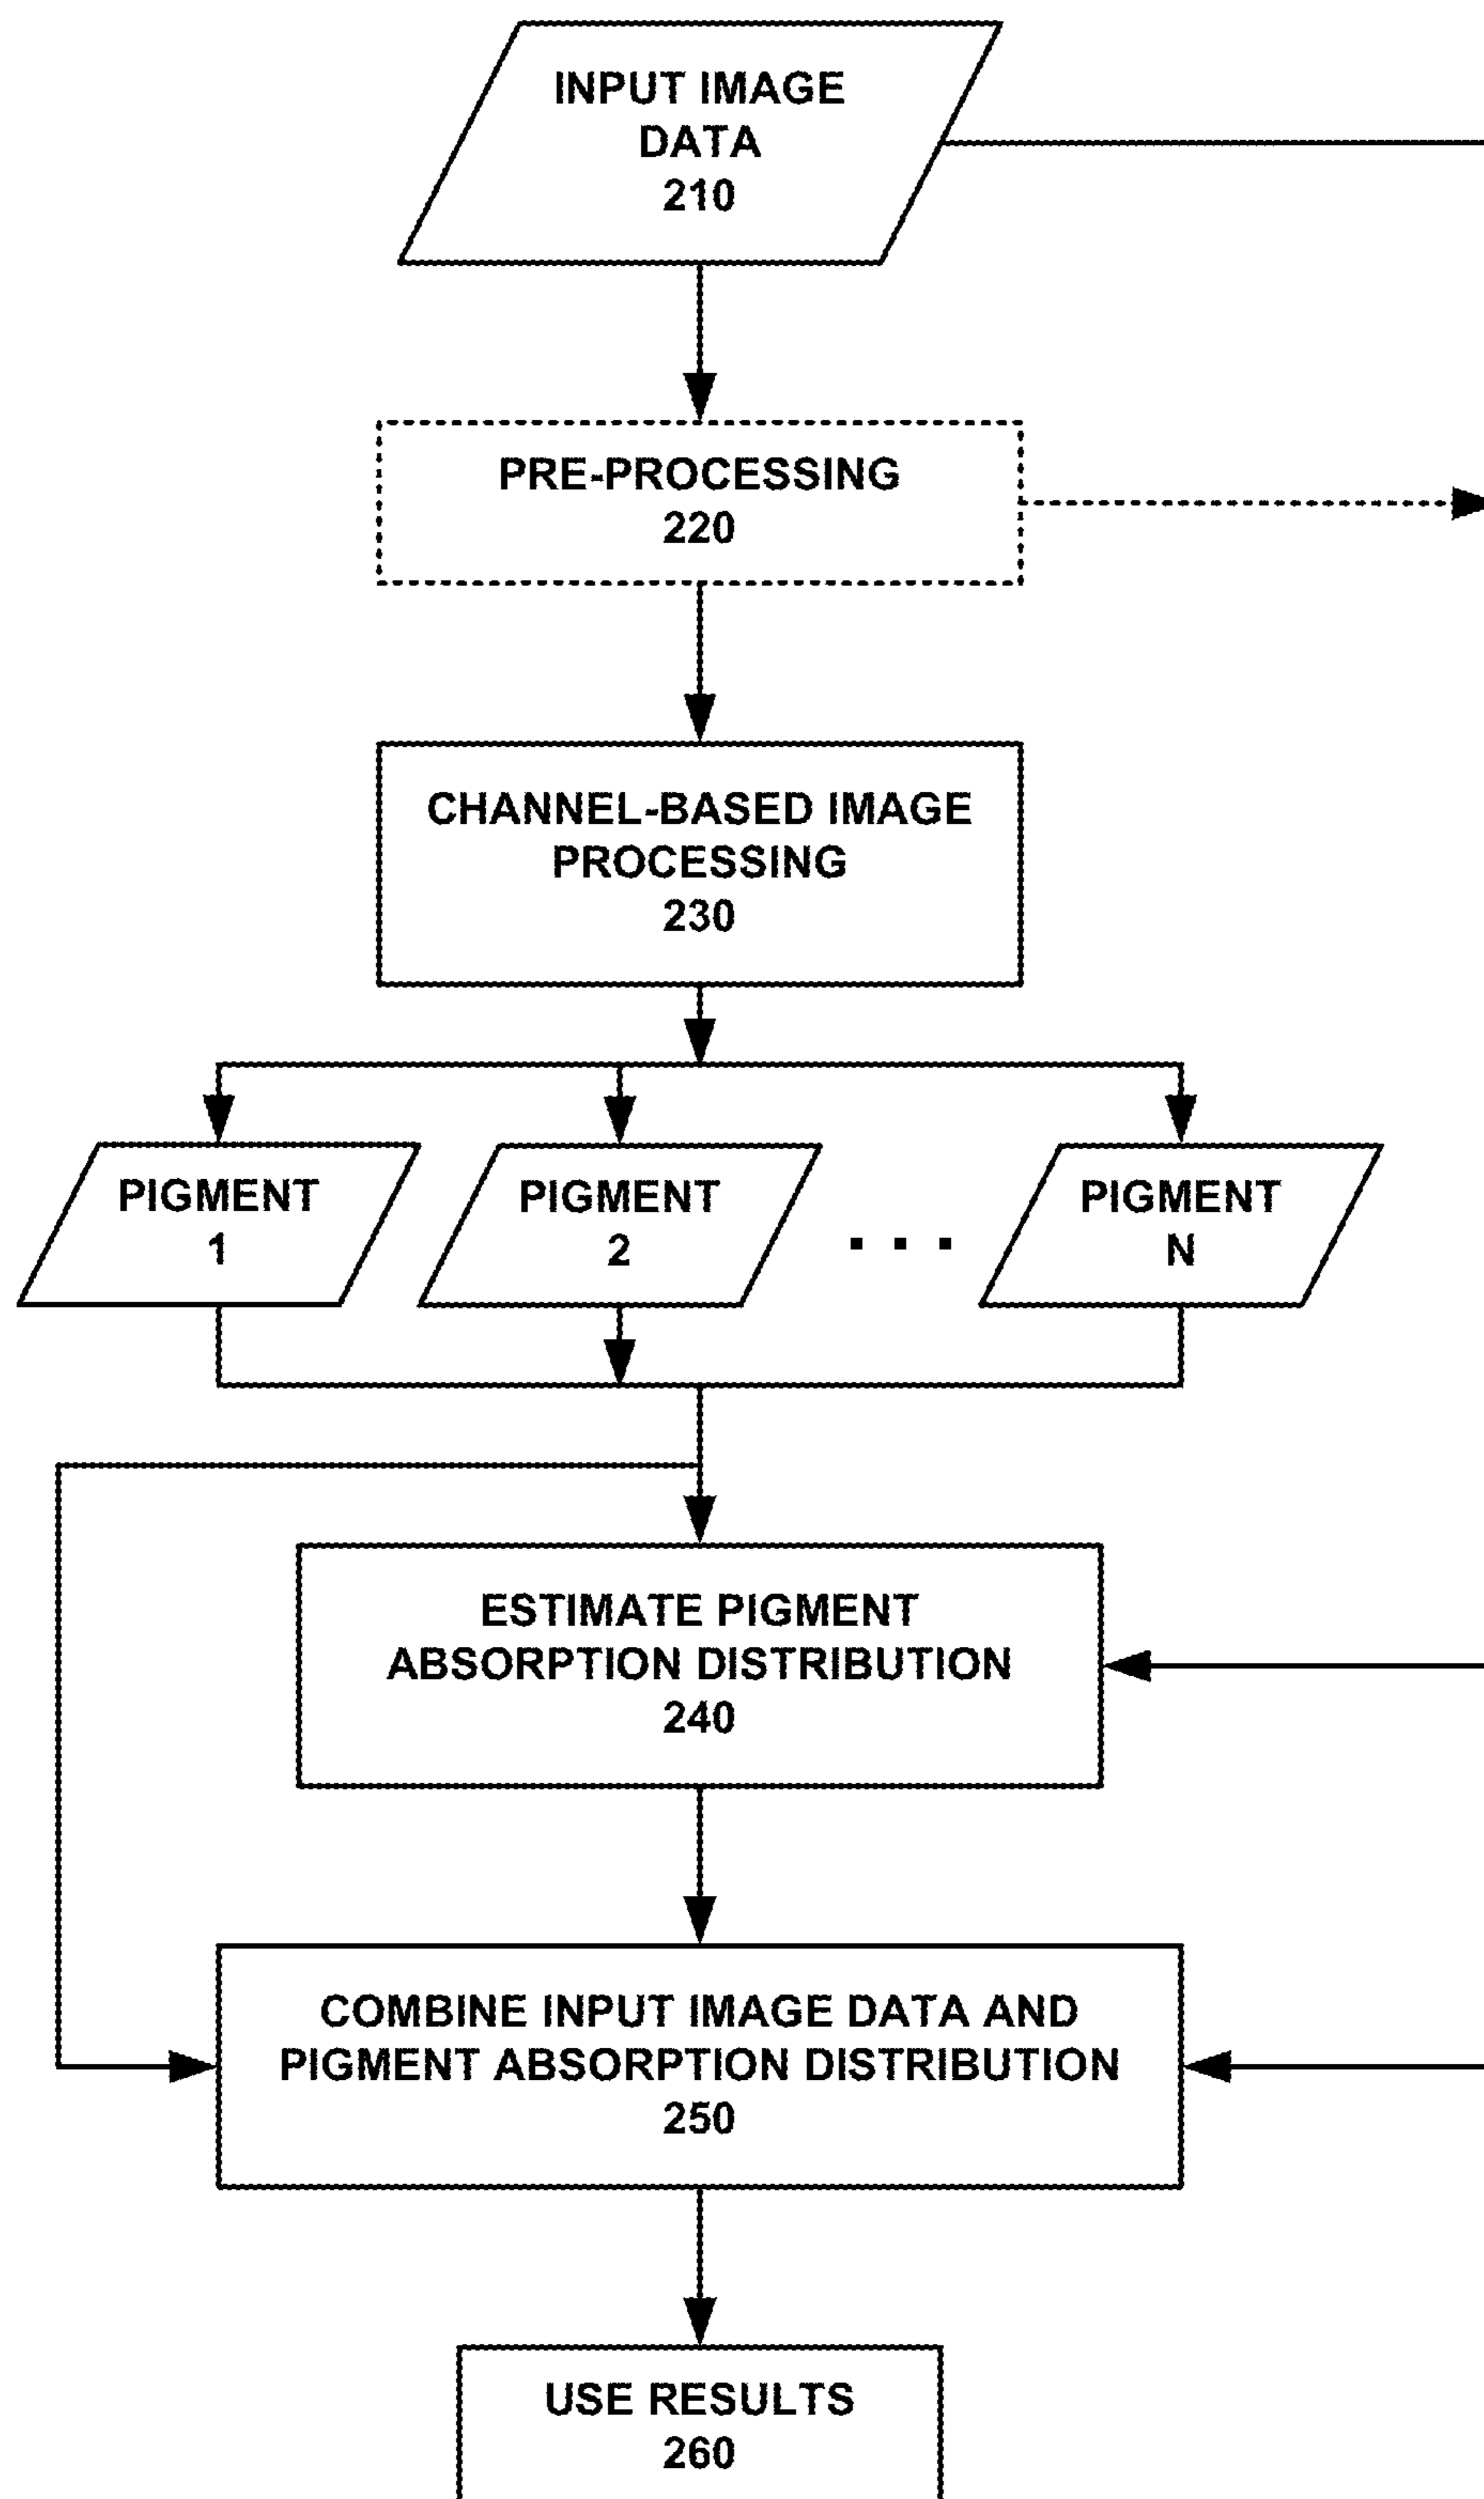 INPUT IMAGE
DATA
210
PRE-PROCESSING
220
CHANNEL-BASED IMAGE
PROCESSING
230
PIGMENT
1
PIGMENT
2
. . .
PIGMENT
N
ESTIMATE PIGMENT
ABSORPTION DISTRIBUTION
240
COMBINE INPUT IMAGE DATA AND
PIGMENT ABSORPTION DISTRIBUTION
250
USE RESULTS
260